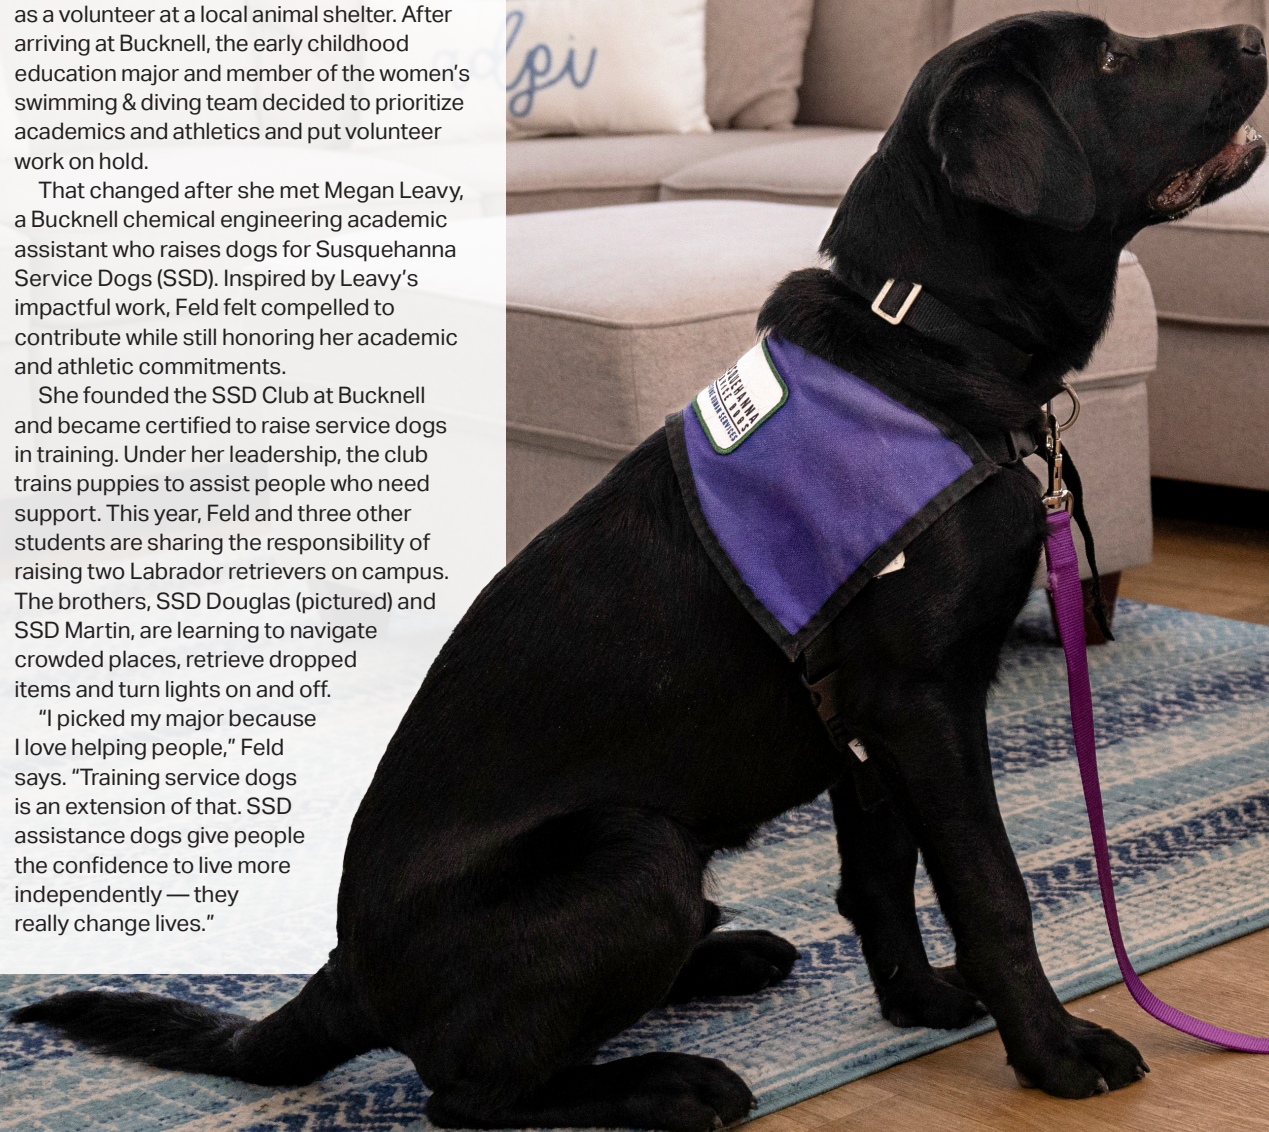 as a volunteer at a local animal shelter. After
arriving at Bucknell, the early childhood
education major and member of the women’s
swimming & diving team decided to prioritize
academics and athletics and put volunteer
work on hold.
That changed after she met Megan Leavy,
a Bucknell chemical engineering academic
assistant who raises dogs for Susquehanna
Service Dogs (SSD). Inspired by Leavy’s
impactful work, Feld felt compelled to
contribute while still honoring her academic
and athletic commitments.
She founded the SSD Club at Bucknell
and became certified to raise service dogs
in training. Under her leadership, the club
trains puppies to assist people who need
support. This year, Feld and three other
students are sharing the responsibility of
raising two Labrador retrievers on campus.
The brothers, SSD Douglas (pictured) and
SSD Martin, are learning to navigate
crowded places, retrieve dropped
items and turn lights on and off.
“I picked my major because
I love helping people,” Feld
says. “Training service dogs
is an extension of that. SSD
assistance dogs give people
the confidence to live more
independently — they
really change lives.”
adpi
DOGS
HUMAN SERVICES